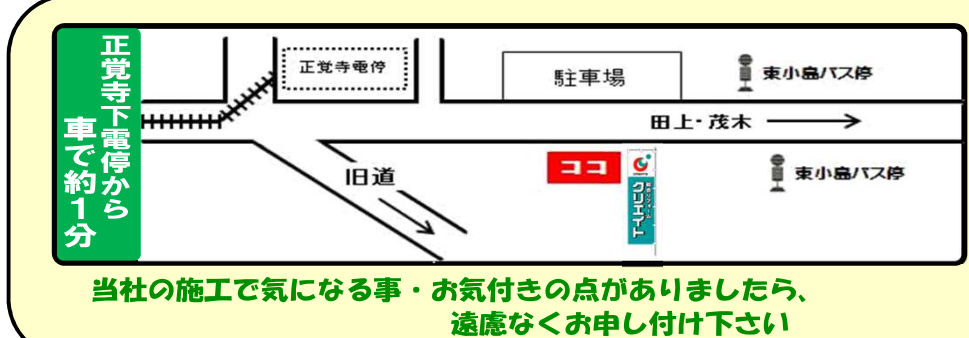 正覚寺下電停から
車で約1分
正覚寺電停
駐車場
東小島バス停
田上・茂木
旧道
ココ
クリエイト
東小島バス停
当社の施工で気になる事・お気付きの点がありましたら、
遠慮なくお申し付け下さい